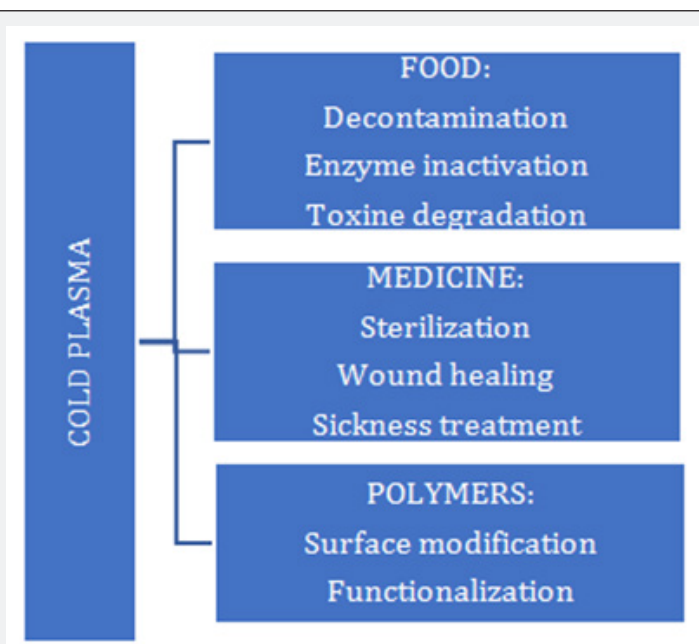 COLD PLASMA
FOOD:
Decontamination
Enzyme inactivation
Toxine degradation
MEDICINE:
Sterilization
Wound healing
Sickness treatment
POLYMERS:
Surface modification
Functionalization